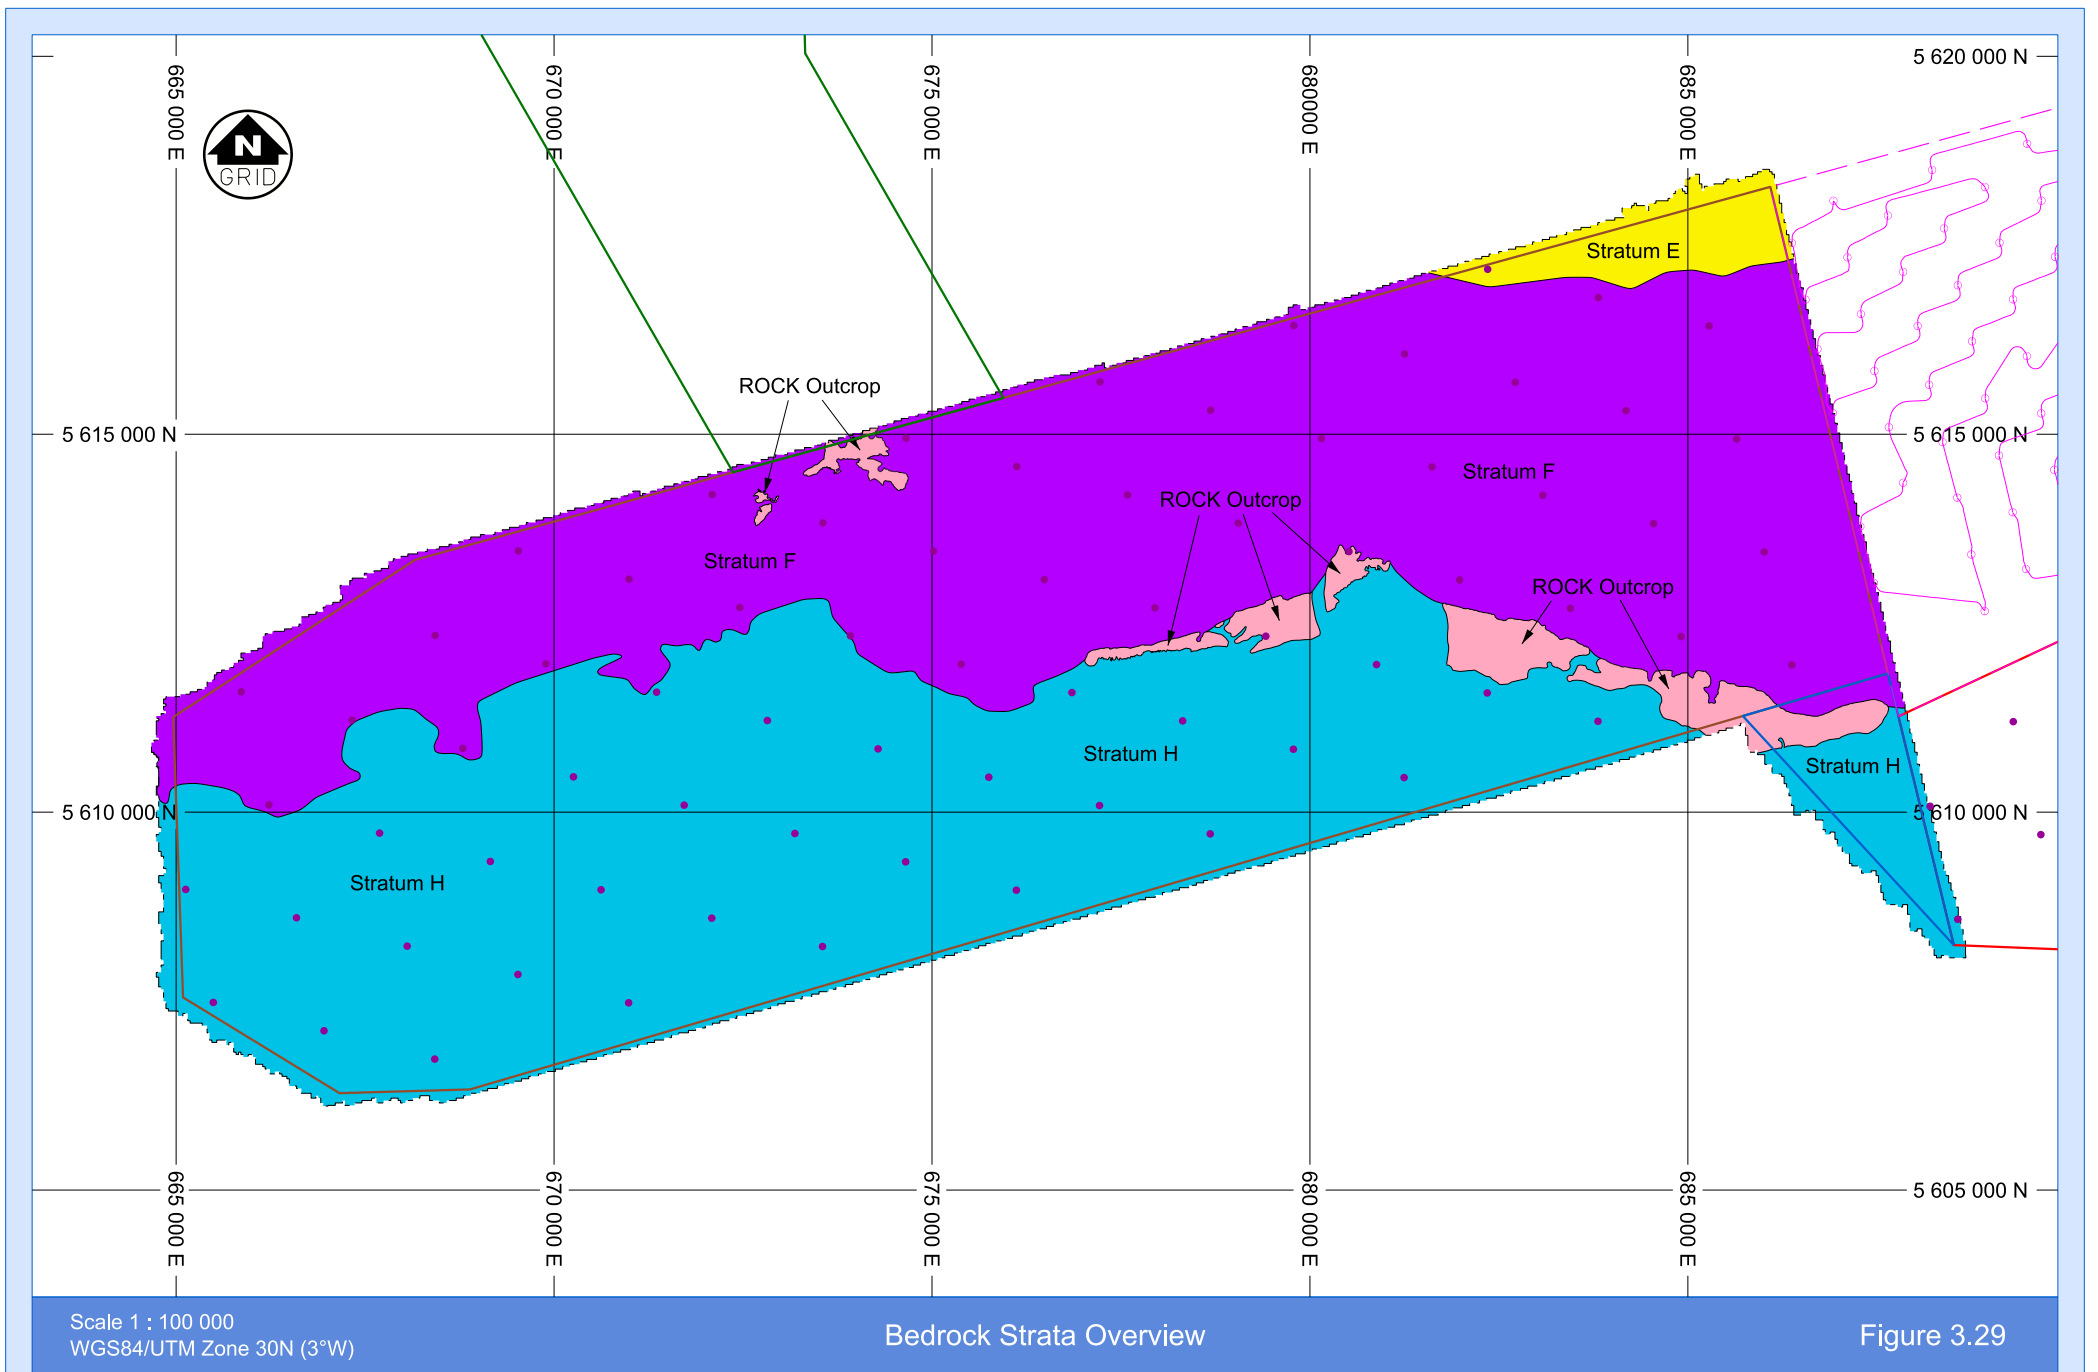 5 620 000 N
665 000 E
670 000 E
675 000 E
680000 E
685 000 E
N
GRID
Stratum E
ROCK Outcrop
5 615 000 N
5 615 000 N
Stratum F
ROCK Outcrop
Stratum F
ROCK Outcrop
Stratum H
Stratum H
5 610 000 N
5 610 000 N
Stratum H
665 000 E
670 000 E
675 000 E
680 000 E
685 000 E
5 605 000 N
Scale 1 : 100 000
WGS84/UTM Zone 30N (3°W)
Bedrock Strata Overview
Figure 3.29